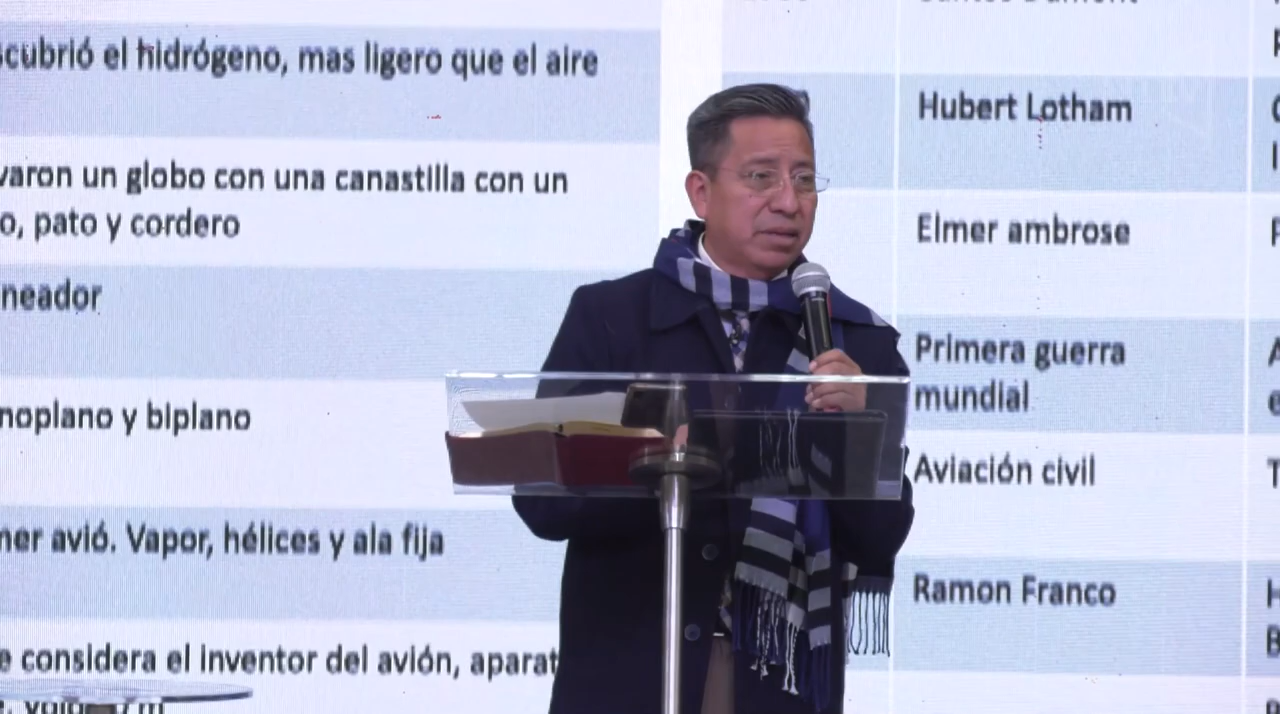 scubrió el hidrógeno, mas ligero que el aire
varon un globo con una canastilla con un
o, pato y cordero
neador
noplano y biplano
mer avió. Vapor, hélices y ala fija
e considera el inventor del avión, aparat
Hubert Lotham
Elmer ambrose
Primera guerra
mundial
Aviación civil
Ramon Franco